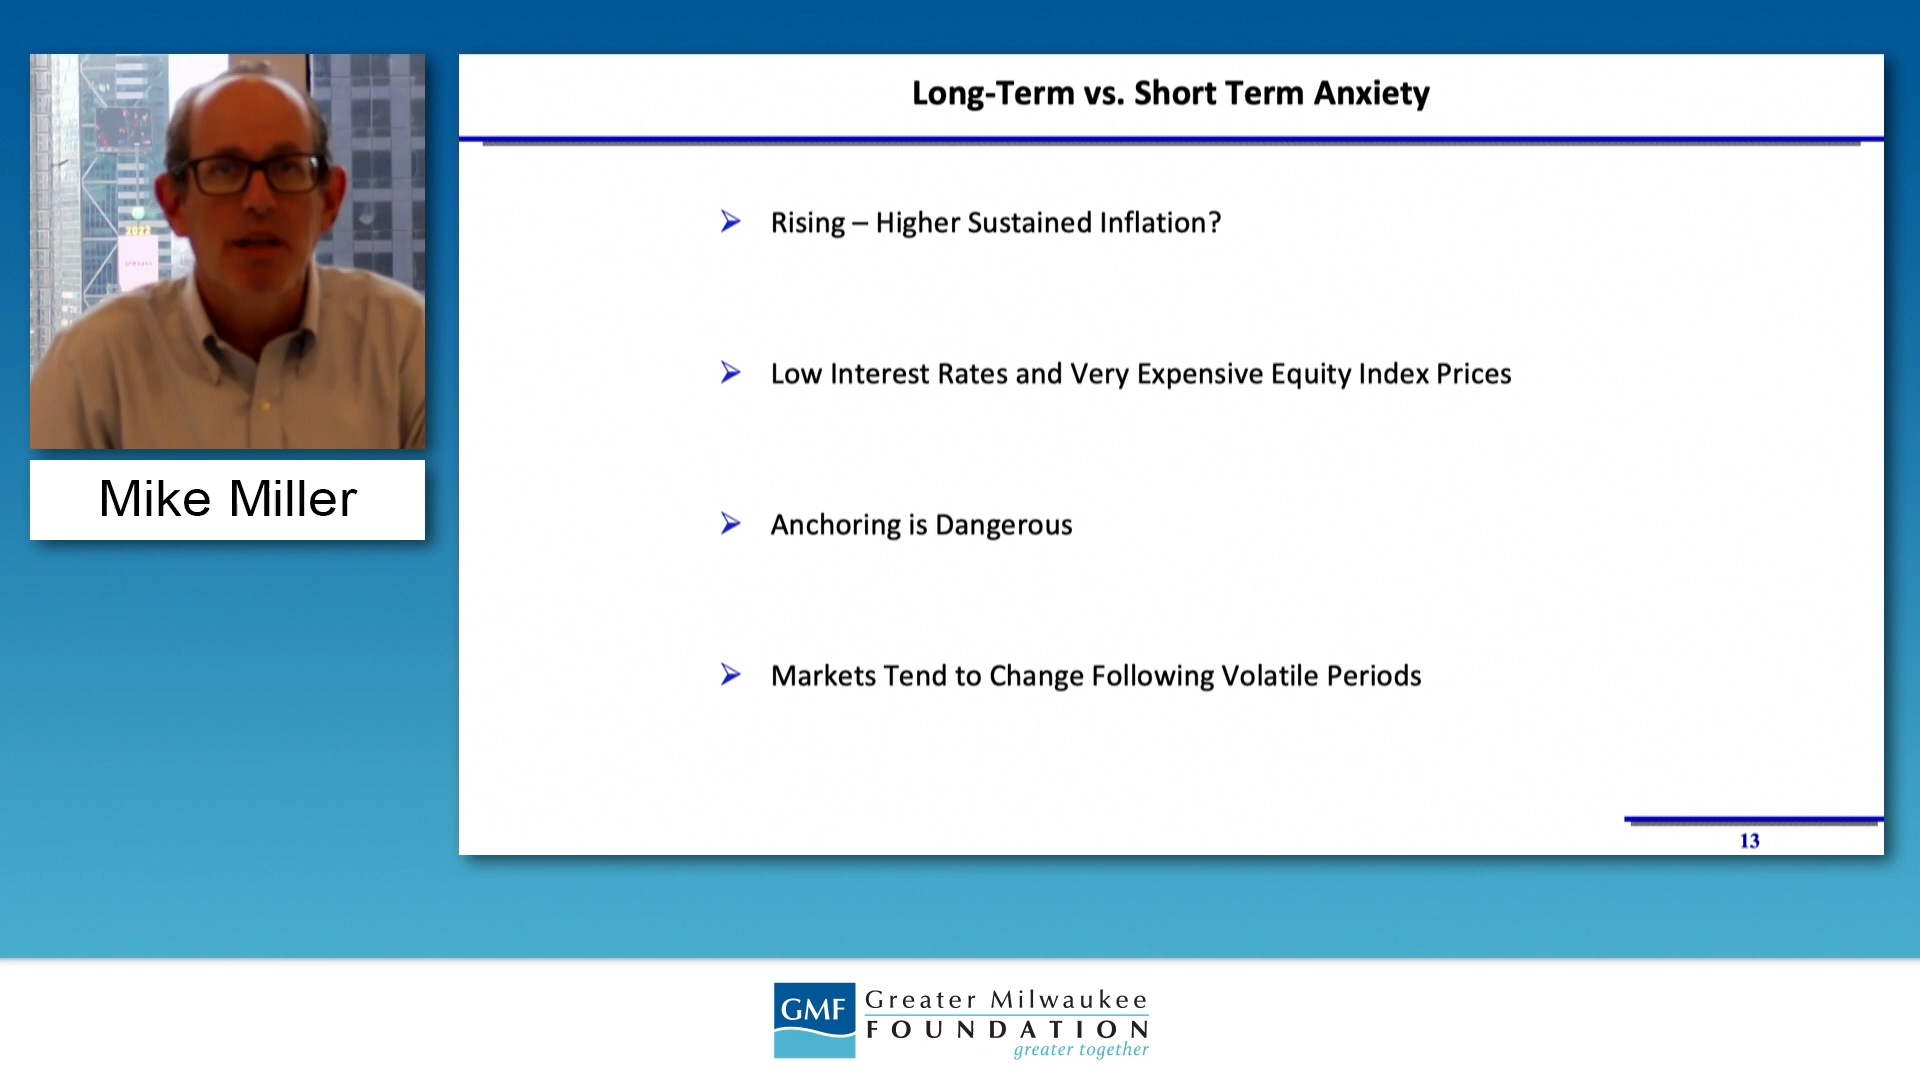 Long-Term vs. Short Term Anxiety
2022
Mike Miller
Rising – Higher Sustained Inflation?
Low Interest Rates and Very Expensive Equity Index Prices
Anchoring is Dangerous
Markets Tend to Change Following Volatile Periods
13
GMF
Greater Milwaukee
FOUNDATION
greater together